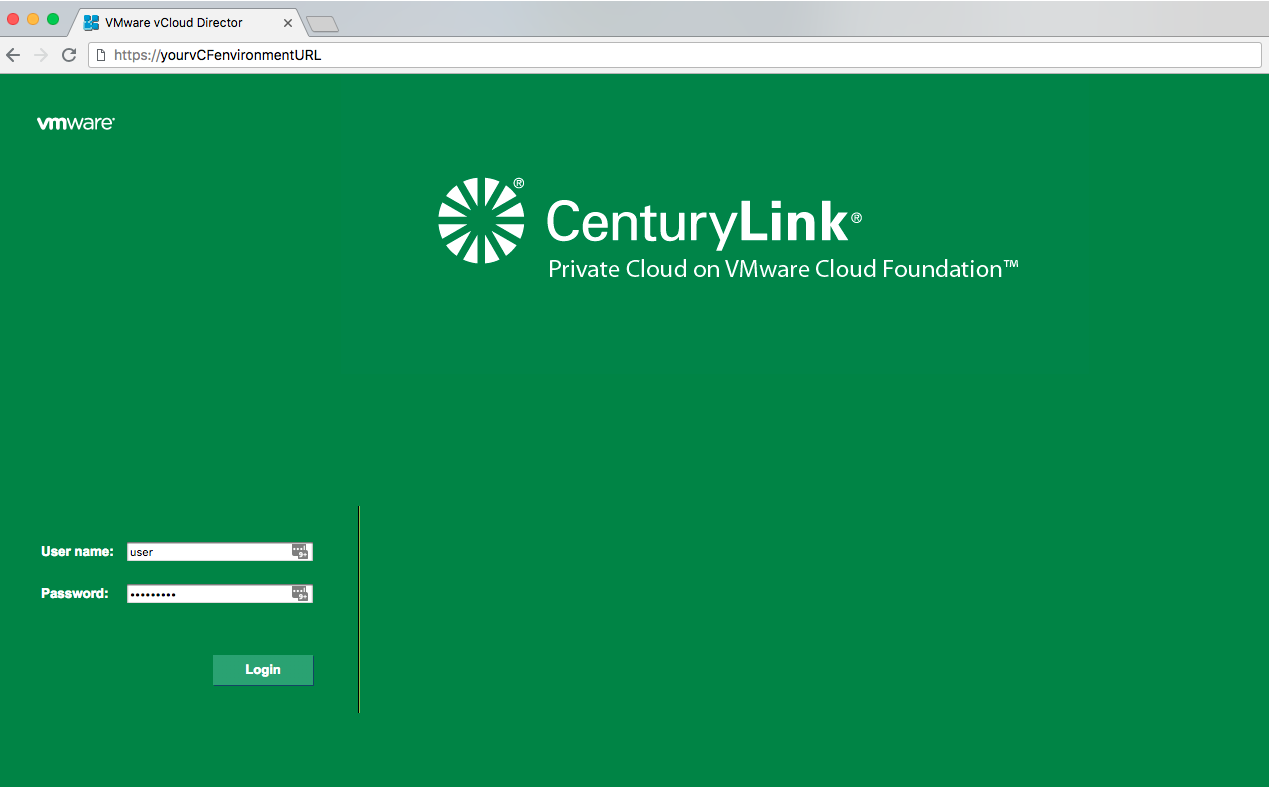 VMware vCloud Director
https://yourvCFenvironmentURL
vmware®
CenturyLink®
Private Cloud on VMware Cloud Foundation™
User name: user
Password: •••••••••
Login